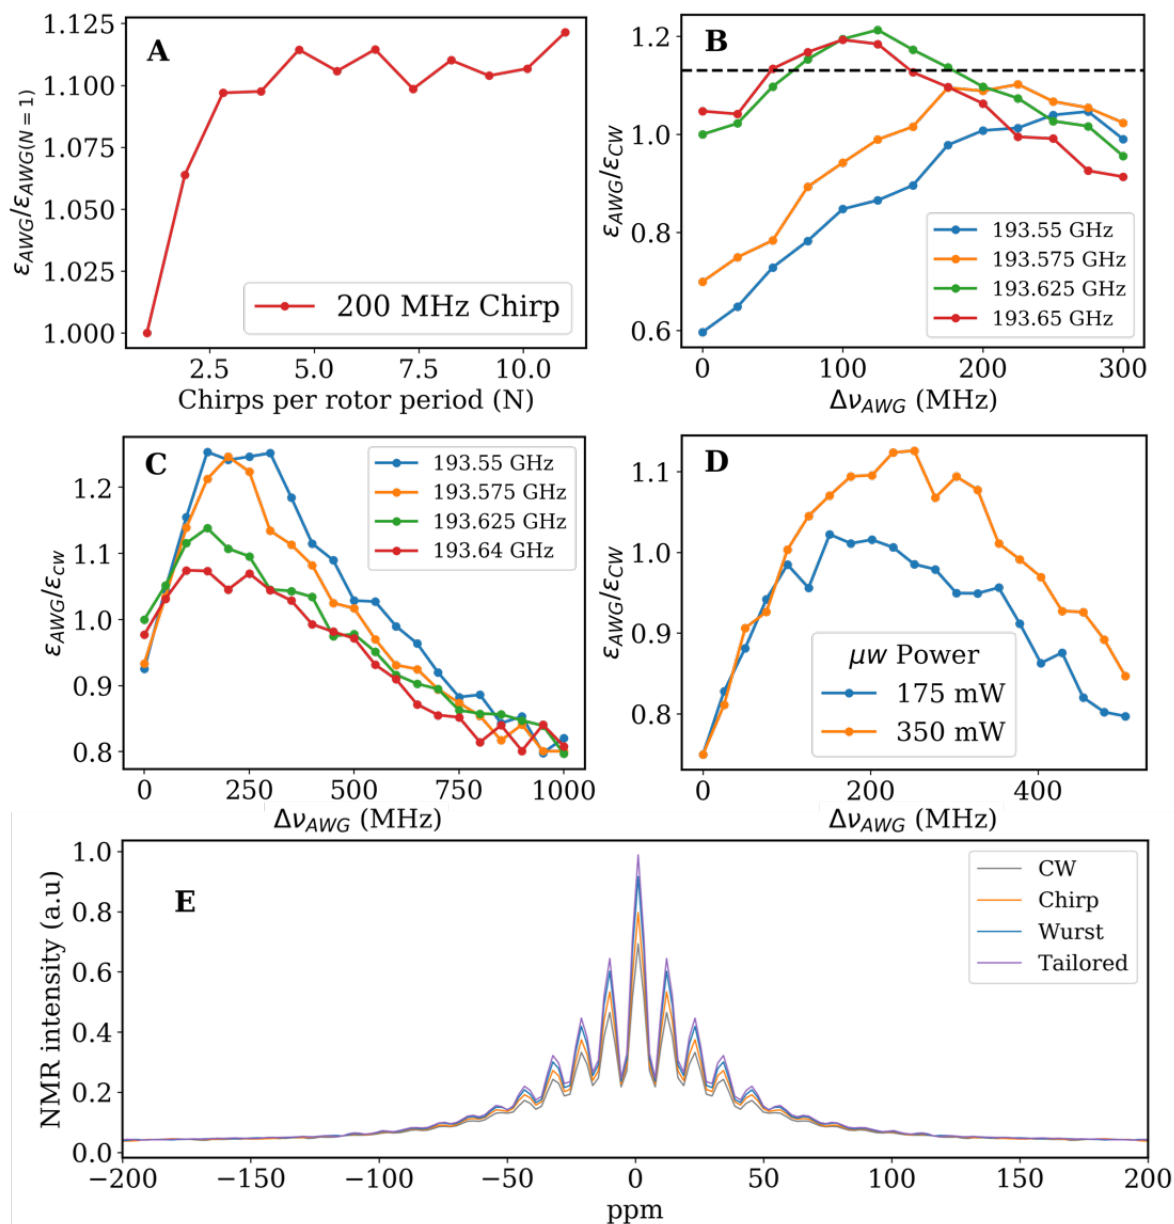 A
1.125
1.100
1.075
1.050
1.025
1.000
ε_AWG/ε_AWG(N = 1)
200 MHz Chirp
2.5 5.0 7.5 10.0
Chirps per rotor period (N)
B
1.2
1.0
0.8
0.6
ε_AWG/ε_CW
193.55 GHz
193.575 GHz
193.625 GHz
193.65 GHz
0 100 200 300
Δν_AWG (MHz)
C
1.2
1.1
1.0
0.9
0.8
ε_AWG/ε_CW
193.55 GHz
193.575 GHz
193.625 GHz
193.64 GHz
0 250 500 750 1000
Δν_AWG (MHz)
D
1.1
1.0
0.9
0.8
ε_AWG/ε_CW
μw Power
175 mW
350 mW
0 200 400
Δν_AWG (MHz)
E
1.0
0.8
0.6
0.4
0.2
0.0
NMR intensity (a.u)
CW
Chirp
Wurst
Tailored
−200 −150 −100 −50 0 50 100 150 200
ppm